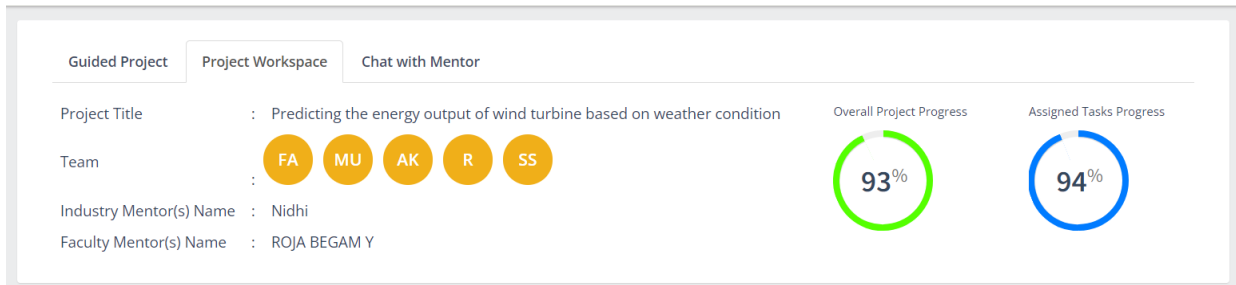 Guided Project Project Workspace Chat with Mentor
Project Title : Predicting the energy output of wind turbine based on weather condition
Team : FA MU AK R SS
Industry Mentor(s) Name : Nidhi
Faculty Mentor(s) Name : ROJA BEGAM Y
Overall Project Progress
93%
Assigned Tasks Progress
94%